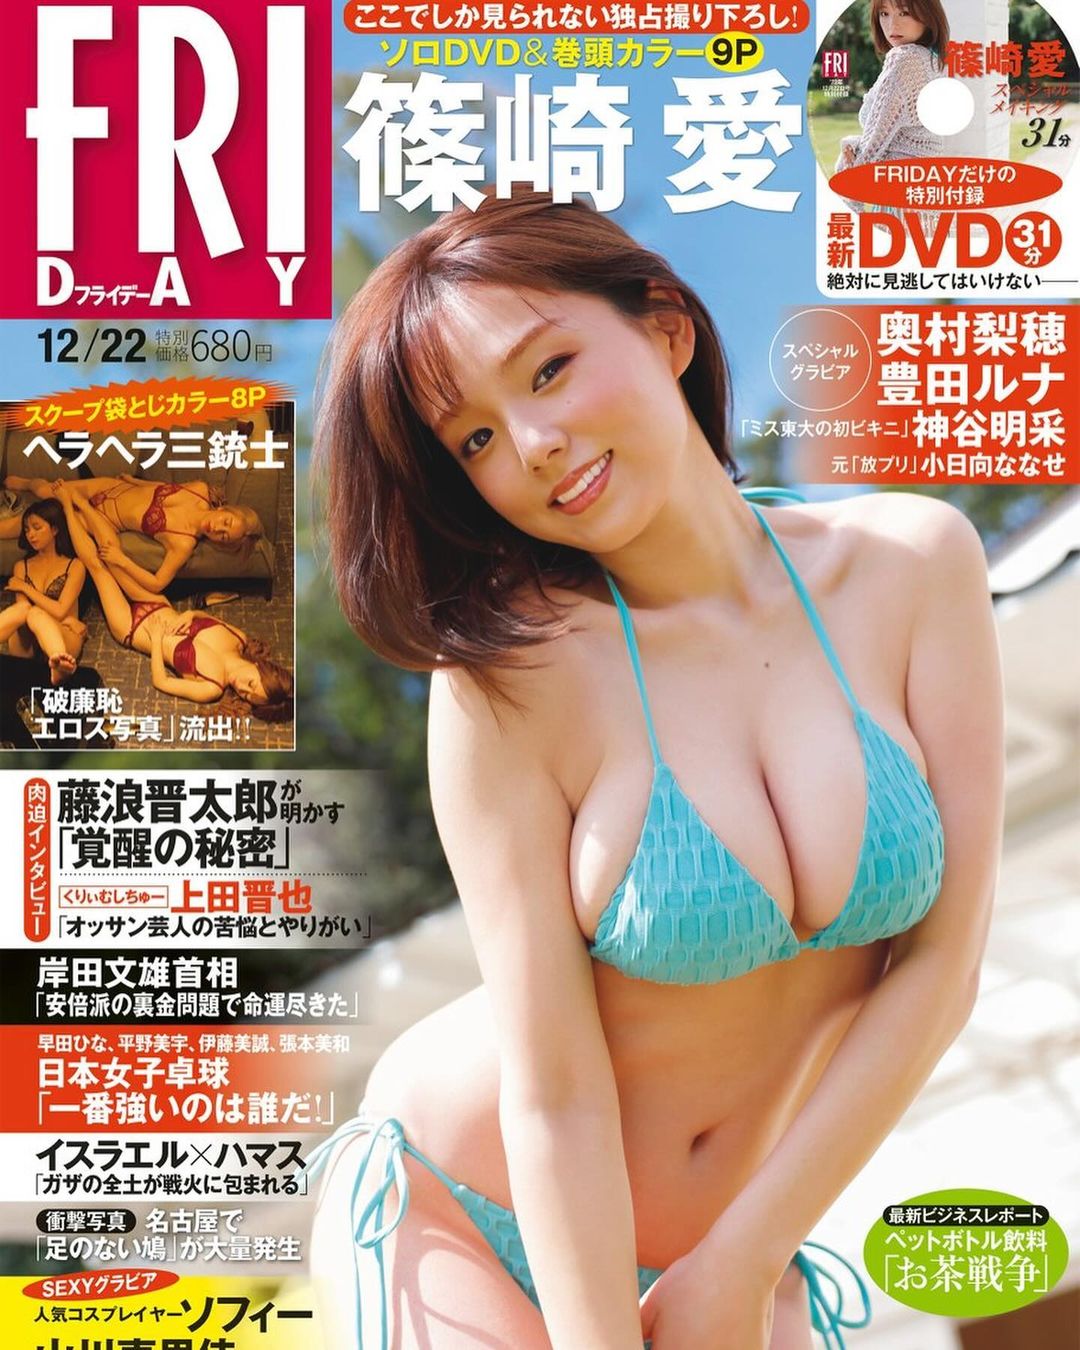 FRI
DAY
フライデー
12/22 特別価格680円
ここでしか見られない独占撮り下ろし!
ソロDVD&巻頭カラー9P
篠崎 愛
FRI
DAY
篠崎愛
スペシャル
メイキング
31分
FRIDAYだけの
特別付録
最新DVD31分
絶対に見逃してはいけない──
スペシャル
グラビア
奥村梨穂
豊田ルナ
「ミス東大の初ビキニ」神谷明采
元「放プリ」小日向ななせ
スクープ袋とじカラー8P
ヘラヘラ三銃士
「破廉恥
エロス写真」流出!!
肉迫インタビュー
藤浪晋太郎が明かす
「覚醒の秘密」
くりぃむしちゅー 上田晋也
「オッサン芸人の苦悩とやりがい」
岸田文雄首相
「安倍派の裏金問題で命運尽きた」
早田ひな、平野美宇、伊藤美誠、張本美和
日本女子卓球
「一番強いのは誰だ!」
イスラエル×ハマス
「ガザの全土が戦火に包まれる」
衝撃写真 名古屋で
「足のない鳩」が大量発生
SEXYグラビア
人気コスプレイヤーソフィー
最新ビジネスレポート
ペットボトル飲料
「お茶戦争」